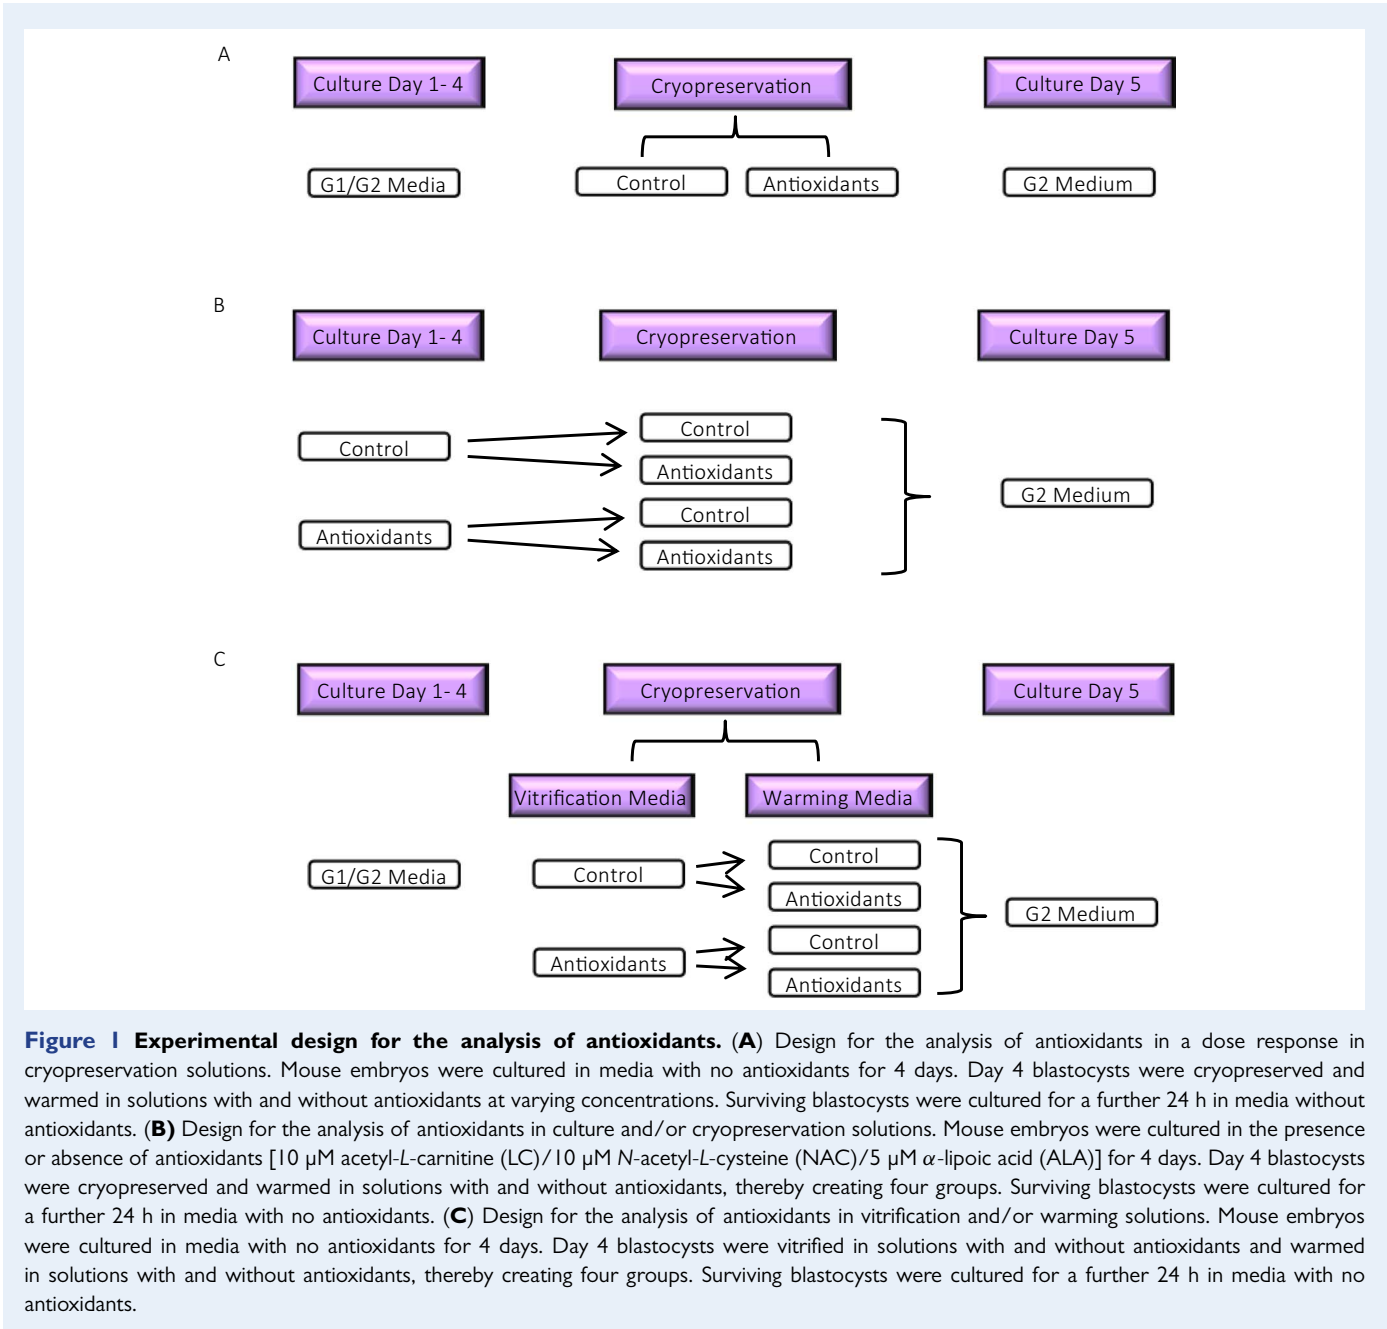 A
Culture Day 1- 4
Cryopreservation
Culture Day 5
G1/G2 Media
Control
Antioxidants
G2 Medium
B
Culture Day 1- 4
Cryopreservation
Culture Day 5
Control
Antioxidants
Control
Antioxidants
Control
Antioxidants
G2 Medium
C
Culture Day 1- 4
Cryopreservation
Culture Day 5
Vitrification Media
Warming Media
G1/G2 Media
Control
Antioxidants
Control
Antioxidants
Control
Antioxidants
G2 Medium
Figure 1 Experimental design for the analysis of antioxidants. (A) Design for the analysis of antioxidants in a dose response in
cryopreservation solutions. Mouse embryos were cultured in media with no antioxidants for 4 days. Day 4 blastocysts were cryopreserved and
warmed in solutions with and without antioxidants at varying concentrations. Surviving blastocysts were cultured for a further 24 h in media without
antioxidants. (B) Design for the analysis of antioxidants in culture and/or cryopreservation solutions. Mouse embryos were cultured in the presence
or absence of antioxidants [10 μM acetyl-L-carnitine (LC)/10 μM N-acetyl-L-cysteine (NAC)/5 μM α-lipoic acid (ALA)] for 4 days. Day 4 blastocysts
were cryopreserved and warmed in solutions with and without antioxidants, thereby creating four groups. Surviving blastocysts were cultured for
a further 24 h in media with no antioxidants. (C) Design for the analysis of antioxidants in vitrification and/or warming solutions. Mouse embryos
were cultured in media with no antioxidants for 4 days. Day 4 blastocysts were vitrified in solutions with and without antioxidants and warmed
in solutions with and without antioxidants, thereby creating four groups. Surviving blastocysts were cultured for a further 24 h in media with no
antioxidants.